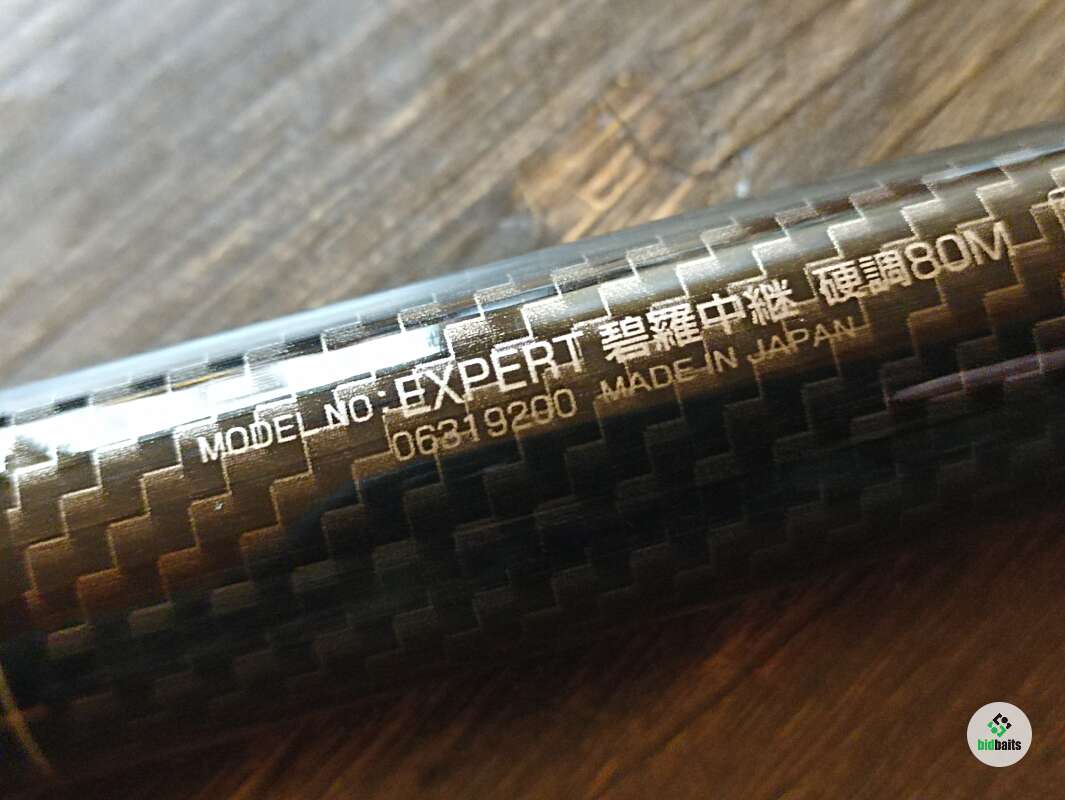 MODEL NO: EXPERT 碧羅中継 硬調80M
06319200 MADE IN JAPAN
bidbaits